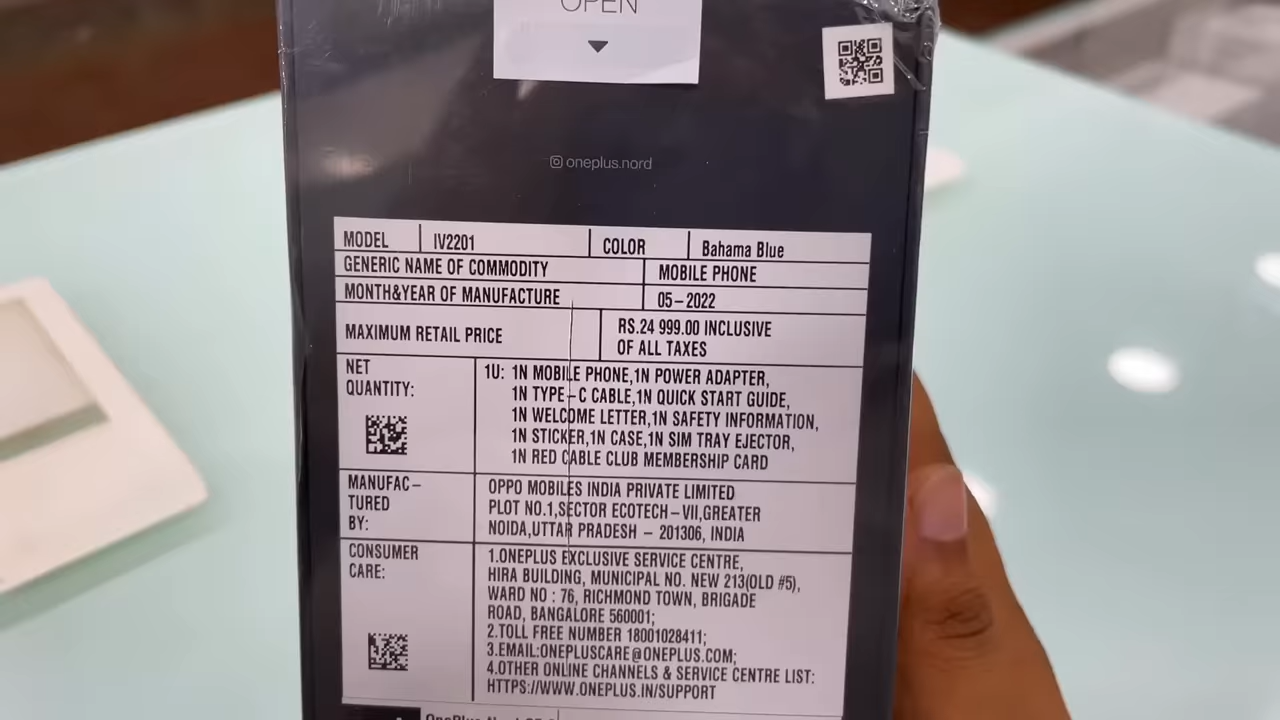 OPEN
oneplus.nord
MODEL IV2201 COLOR Bahama Blue
GENERIC NAME OF COMMODITY MOBILE PHONE
MONTH&YEAR OF MANUFACTURE 05-2022
MAXIMUM RETAIL PRICE
RS.24 999.00 INCLUSIVE
OF ALL TAXES
NET
QUANTITY:
1U: 1N MOBILE PHONE,1N POWER ADAPTER,
1N TYPE-C CABLE,1N QUICK START GUIDE,
1N WELCOME LETTER,1N SAFETY INFORMATION,
1N STICKER,1N CASE,1N SIM TRAY EJECTOR,
1N RED CABLE CLUB MEMBERSHIP CARD
MANUFAC-
TURED
BY:
OPPO MOBILES INDIA PRIVATE LIMITED
PLOT NO.1,SECTOR ECOTECH-VII,GREATER
NOIDA,UTTAR PRADESH - 201306, INDIA
CONSUMER
CARE:
1.ONEPLUS EXCLUSIVE SERVICE CENTRE,
HIRA BUILDING, MUNICIPAL NO. NEW 213(OLD #5),
WARD NO : 76, RICHMOND TOWN, BRIGADE
ROAD, BANGALORE 560001;
2.TOLL FREE NUMBER 18001028411;
3.EMAIL:ONEPLUSCARE@ONEPLUS.COM;
4.OTHER ONLINE CHANNELS & SERVICE CENTRE LIST:
HTTPS://WWW.ONEPLUS.IN/SUPPORT
OnePlus Nord